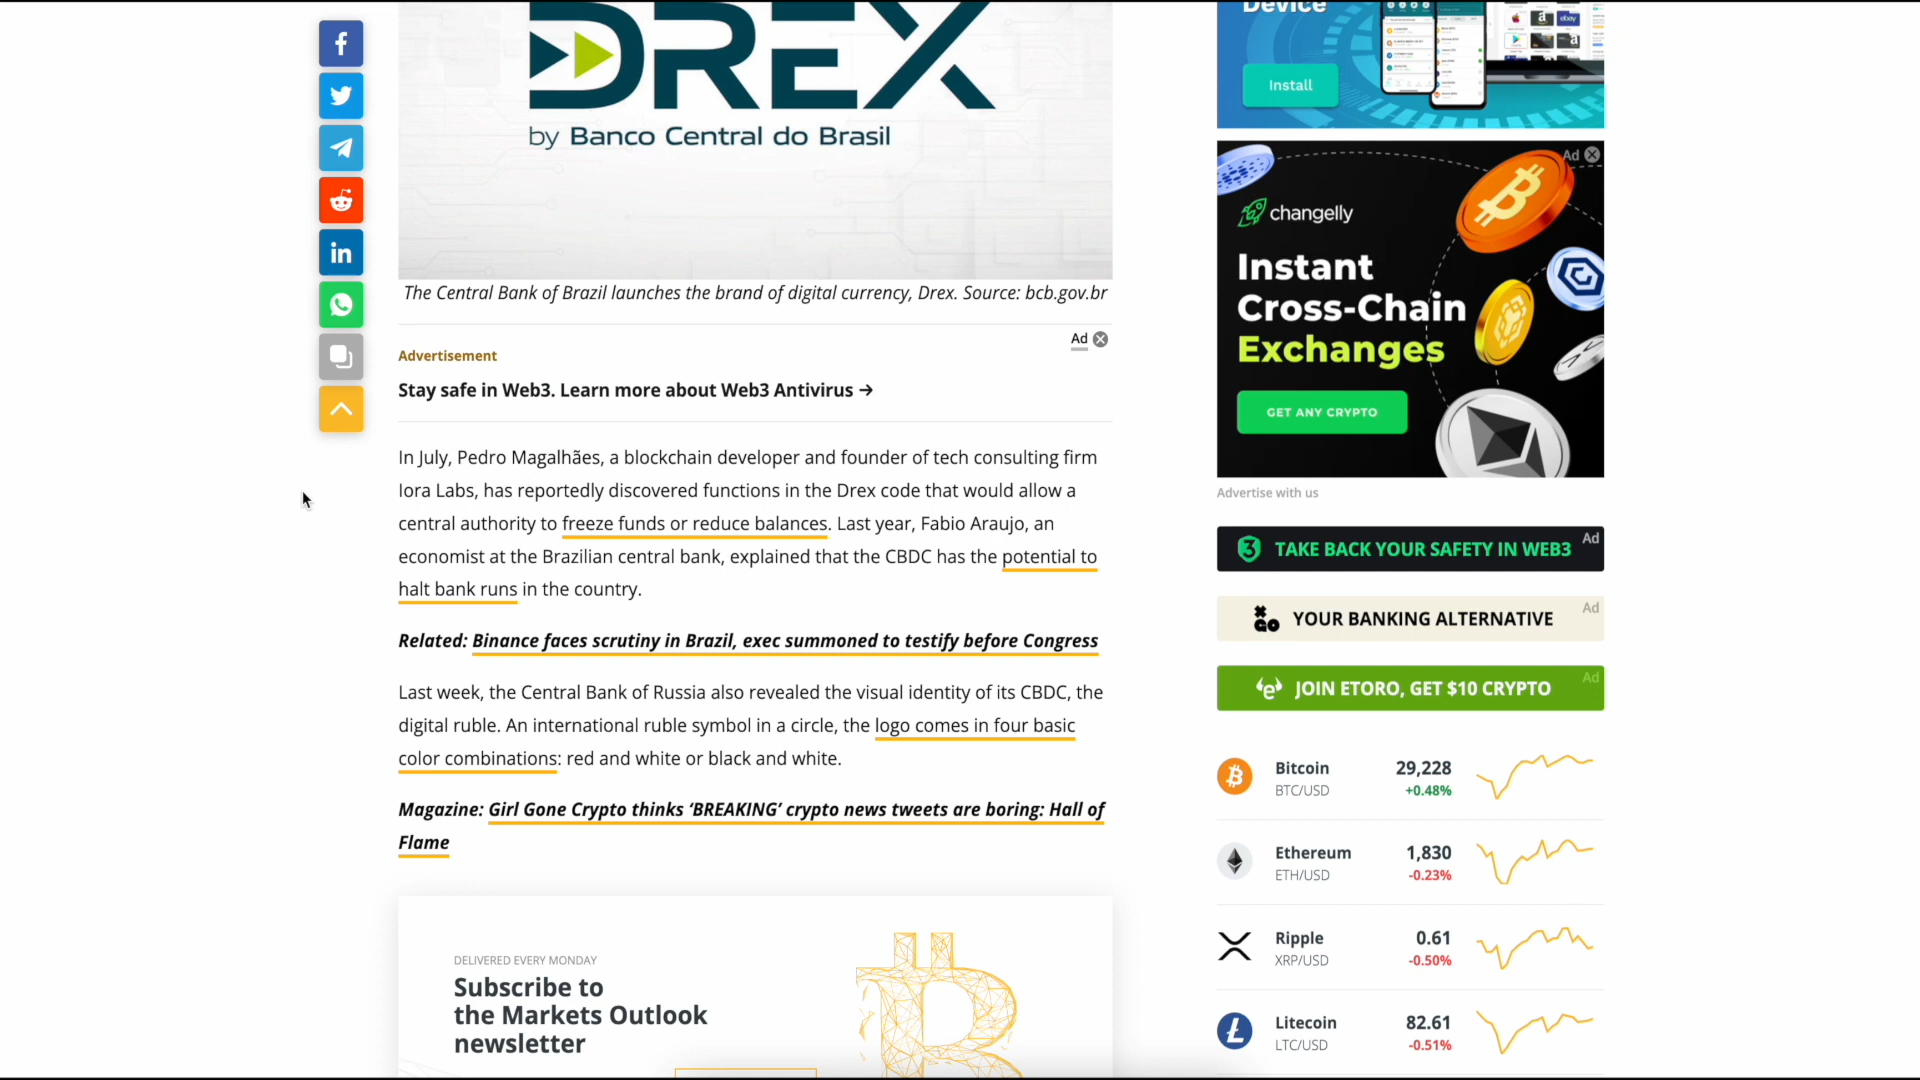 DREX
by Banco Central do Brasil
The Central Bank of Brazil launches the brand of digital currency, Drex. Source: bcb.gov.br
Ad
Advertisement
Stay safe in Web3. Learn more about Web3 Antivirus →
In July, Pedro Magalhães, a blockchain developer and founder of tech consulting firm
Iora Labs, has reportedly discovered functions in the Drex code that would allow a
central authority to freeze funds or reduce balances. Last year, Fabio Araujo, an
economist at the Brazilian central bank, explained that the CBDC has the potential to
halt bank runs in the country.
Related: Binance faces scrutiny in Brazil, exec summoned to testify before Congress
Last week, the Central Bank of Russia also revealed the visual identity of its CBDC, the
digital ruble. An international ruble symbol in a circle, the logo comes in four basic
color combinations: red and white or black and white.
Magazine: Girl Gone Crypto thinks ‘BREAKING’ crypto news tweets are boring: Hall of
Flame
DELIVERED EVERY MONDAY
Subscribe to
the Markets Outlook
newsletter
Device
Install
Ad
changelly
Instant
Cross-Chain
Exchanges
GET ANY CRYPTO
Advertise with us
TAKE BACK YOUR SAFETY IN WEB3
Ad
YOUR BANKING ALTERNATIVE
Ad
JOIN ETORO, GET $10 CRYPTO
Ad
Bitcoin 29,228
BTC/USD +0.48%
Ethereum 1,830
ETH/USD -0.23%
Ripple 0.61
XRP/USD -0.50%
Litecoin 82.61
LTC/USD -0.51%